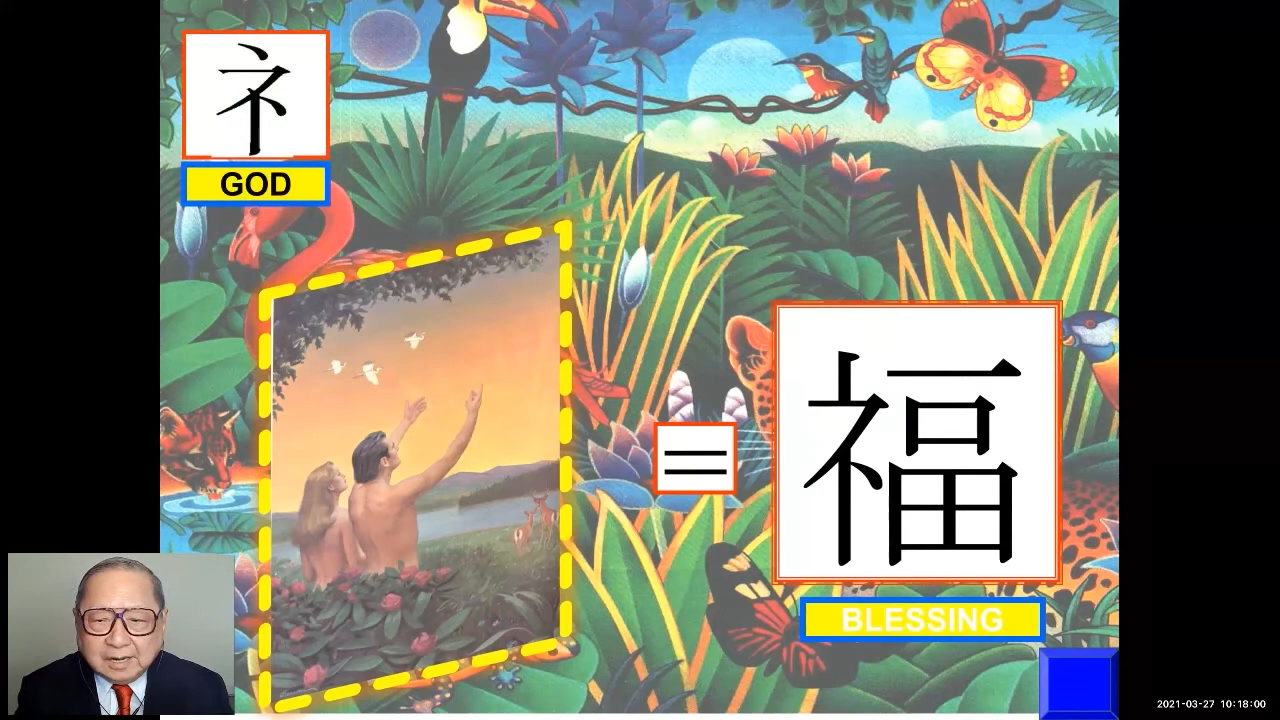 礻
GOD
=
福
BLESSING
2021-03-27 10:18:00